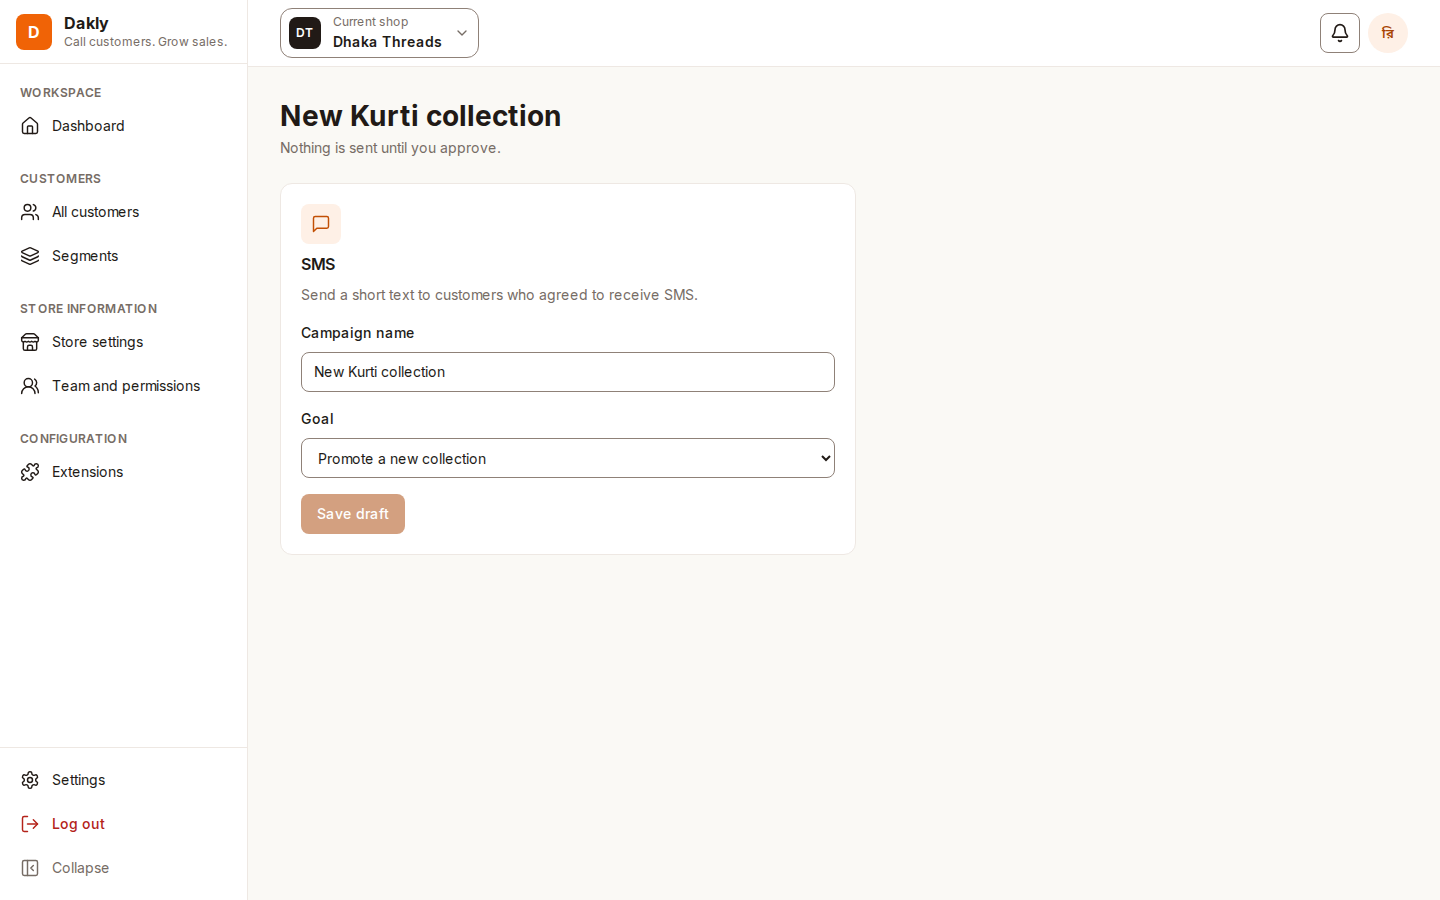 D
Dakly
Call customers. Grow sales.
WORKSPACE
Dashboard
CUSTOMERS
All customers
Segments
STORE INFORMATION
Store settings
Team and permissions
CONFIGURATION
Extensions
Settings
Log out
Collapse
DT
Current shop
Dhaka Threads
রি
New Kurti collection
Nothing is sent until you approve.
SMS
Send a short text to customers who agreed to receive SMS.
Campaign name
New Kurti collection
Goal
Promote a new collection
Save draft